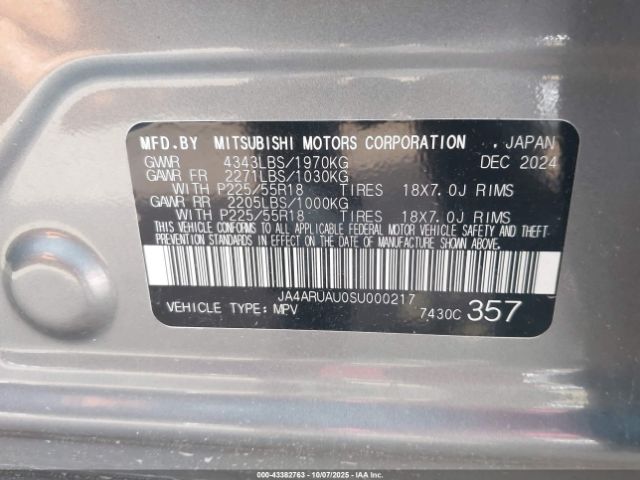 MFD.BY MITSUBISHI MOTORS CORPORATION . JAPAN
GVWR 4343LBS/1970KG DEC 2024
GAWR FR 2271LBS/1030KG
WITH P225/55R18 TIRES 18X7.0J RIMS
GAWR RR 2205LBS/1000KG
WITH P225/55R18 TIRES 18X7.0J RIMS
THIS VEHICLE CONFORMS TO ALL APPLICABLE FEDERAL MOTOR VEHICLE SAFETY AND THEFT
PREVENTION STANDARDS IN EFFECT ON THE DATE OF MANUFACTURE SHOWN ABOVE.
JA4ARUAU0SU000217
VEHICLE TYPE: MPV 7430C 357
000-43382763 - 10/07/2025 - © IAA Holdings, LLC